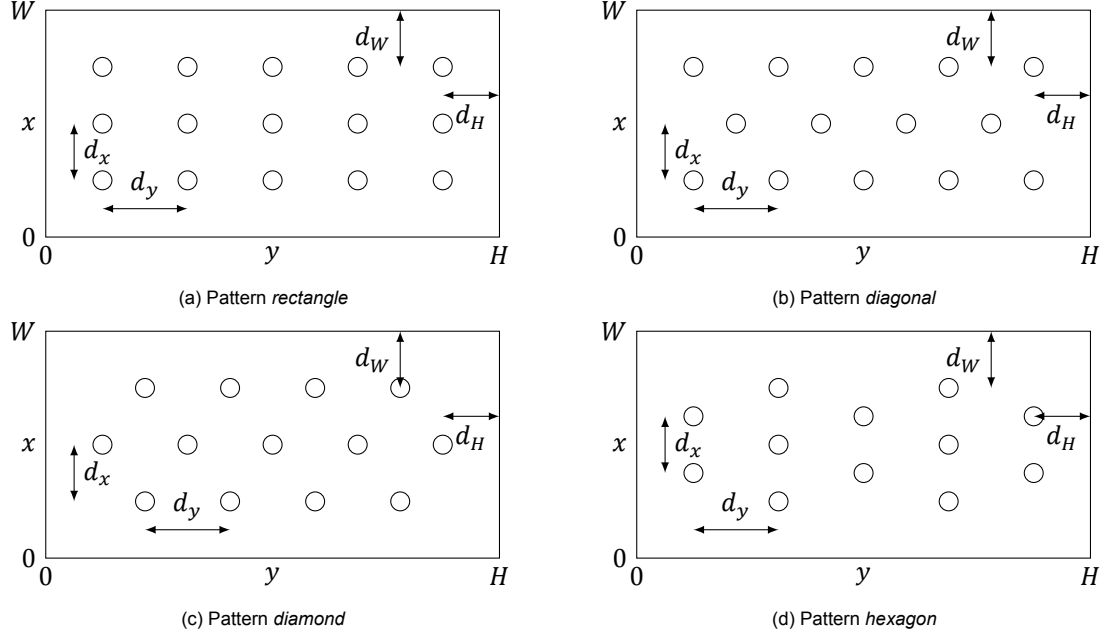 W
d_W
d_H
x
d_x
d_y
0
0
y
H
(a) Pattern rectangle
W
d_W
d_H
x
d_x
d_y
0
0
y
H
(b) Pattern diagonal
W
d_W
d_H
x
d_x
d_y
0
0
y
H
(c) Pattern diamond
W
d_W
d_H
x
d_x
d_y
0
0
y
H
(d) Pattern hexagon